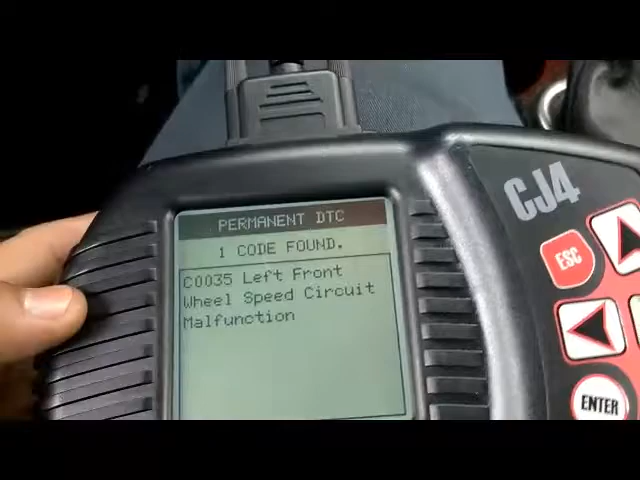 PERMANENT DTC
1 CODE FOUND.
C0035 Left Front
Wheel Speed Circuit
Malfunction
CJ4
ESC
ENTER